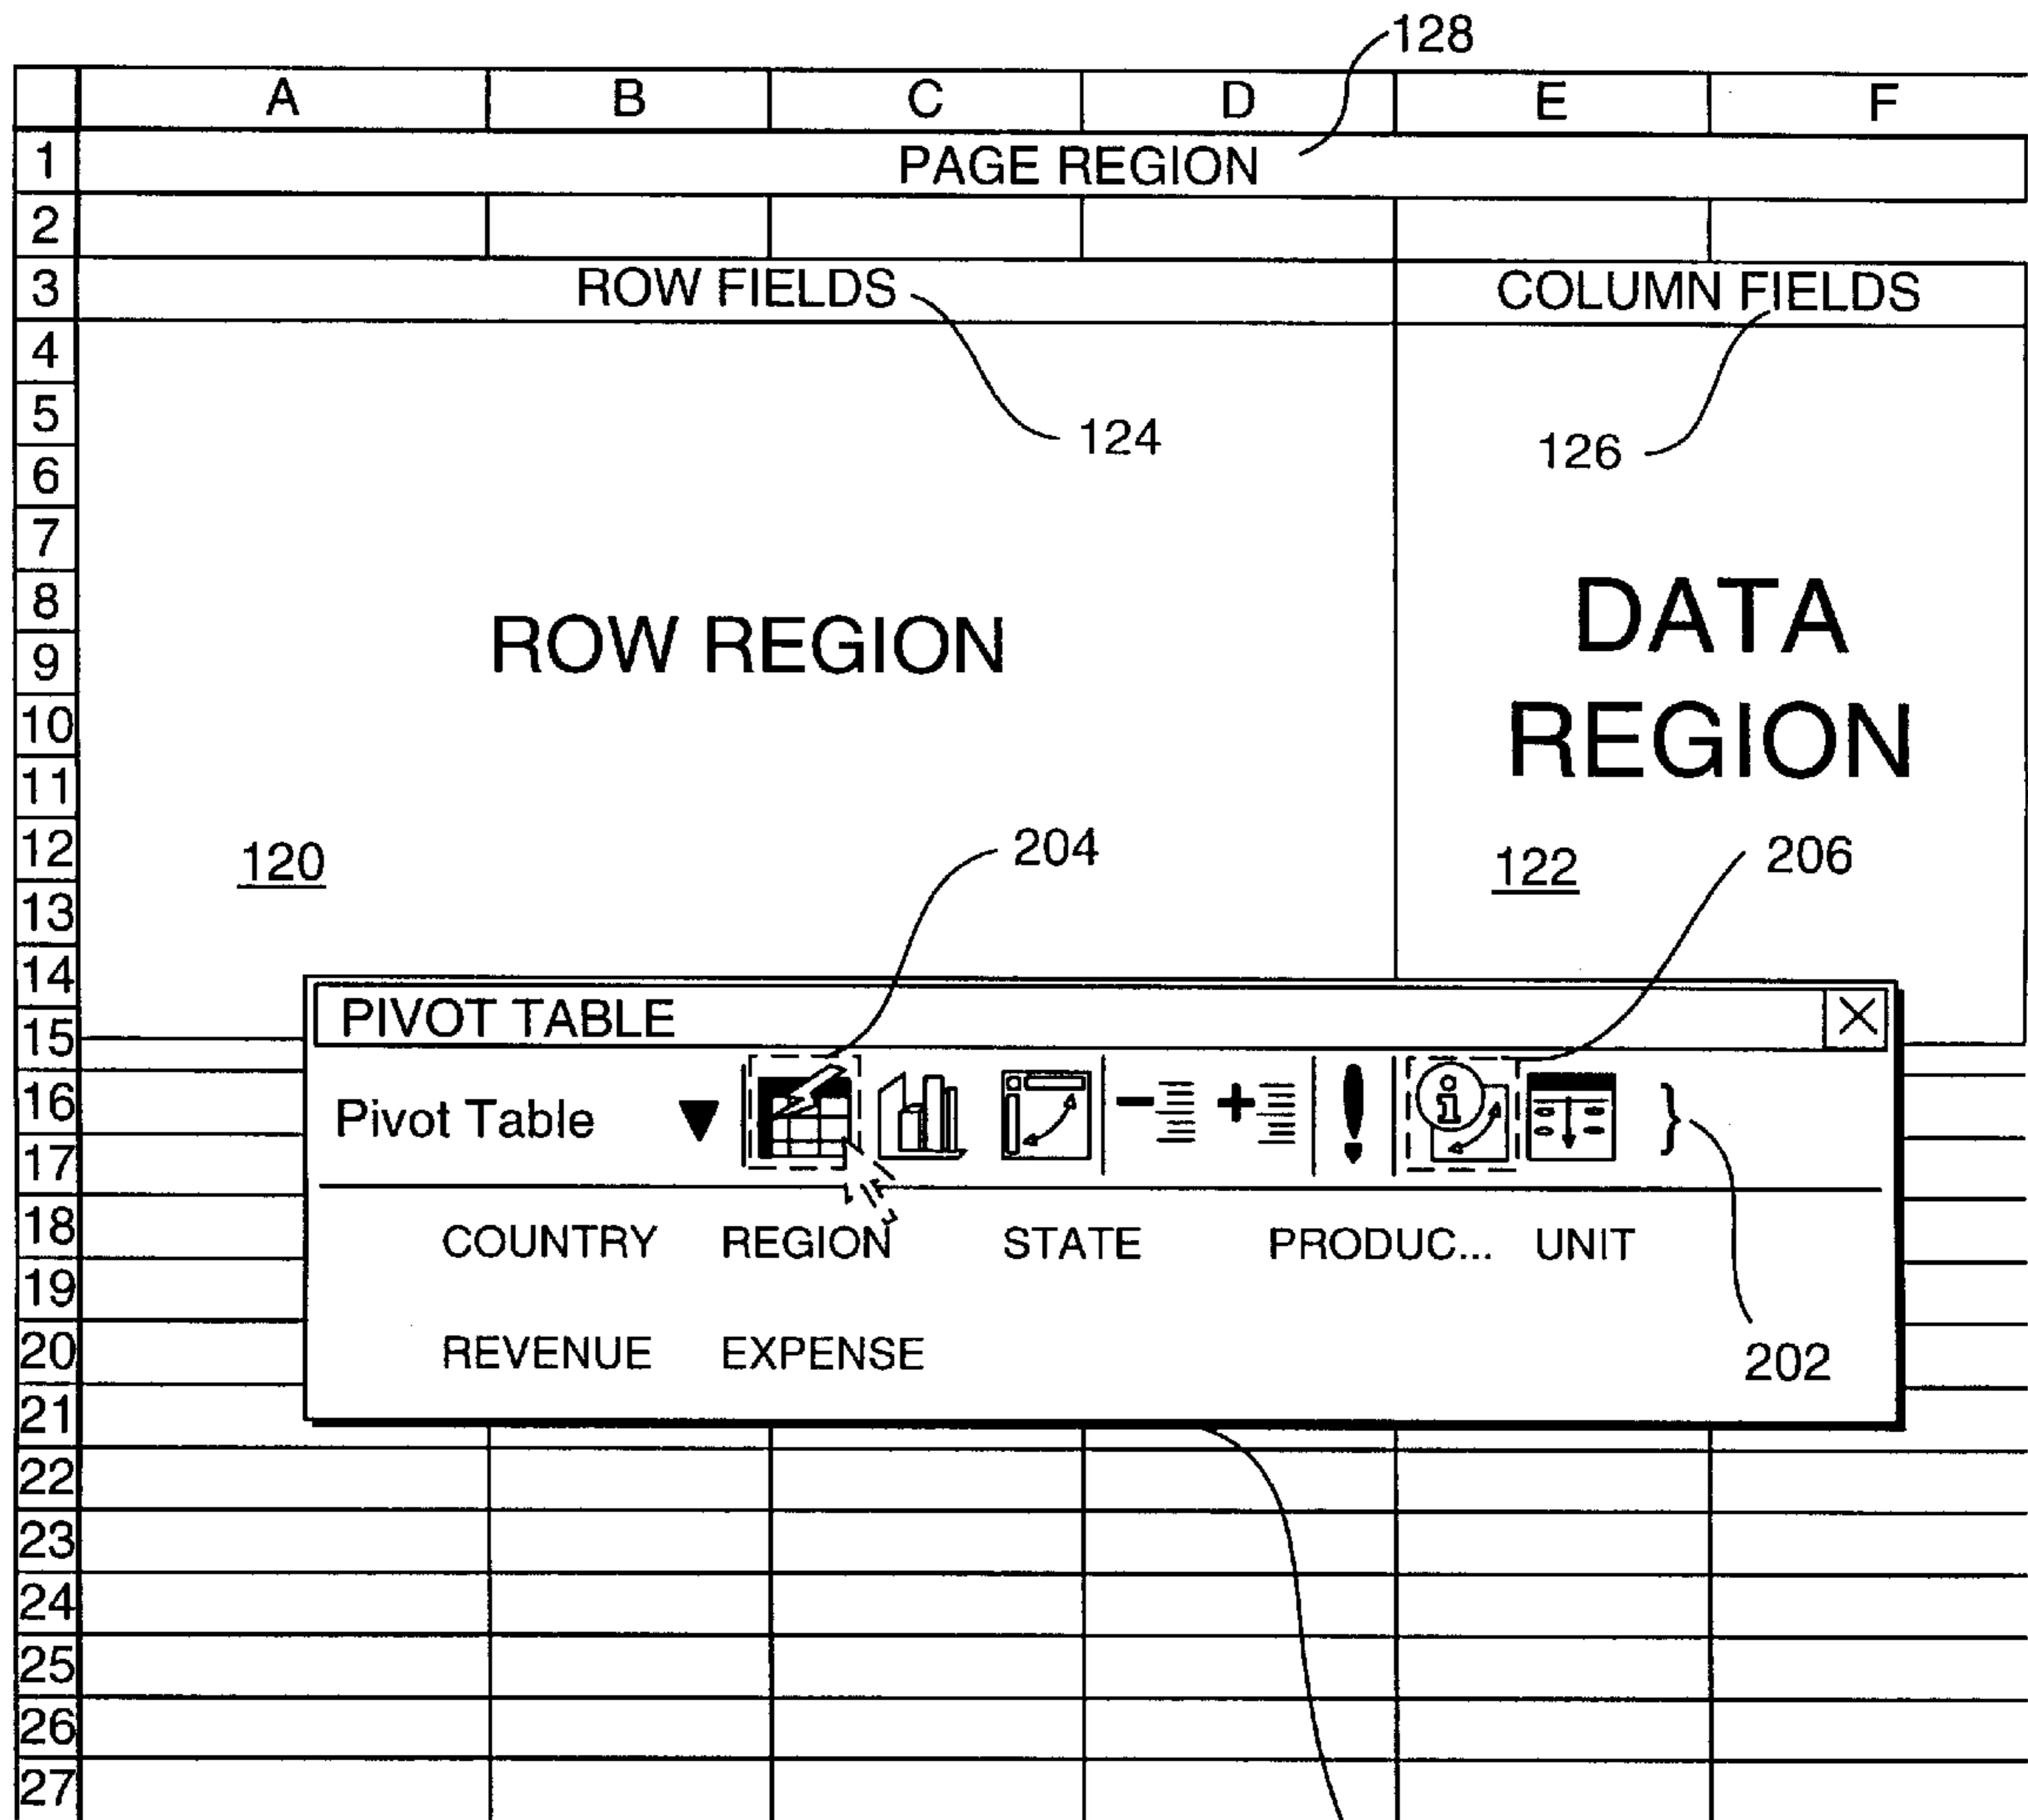 128
A B C D E F
1 PAGE REGION
2
3 ROW FIELDS COLUMN FIELDS
4
5 124 126
6
7
8 DATA
9 ROW REGION
10 REGION
11
12 120 204 122 206
13
14
15 PIVOT TABLE
16 Pivot Table
17
18 COUNTRY REGION STATE PRODUC... UNIT
19
20 REVENUE EXPENSE 202
21
22
23
24
25
26
27